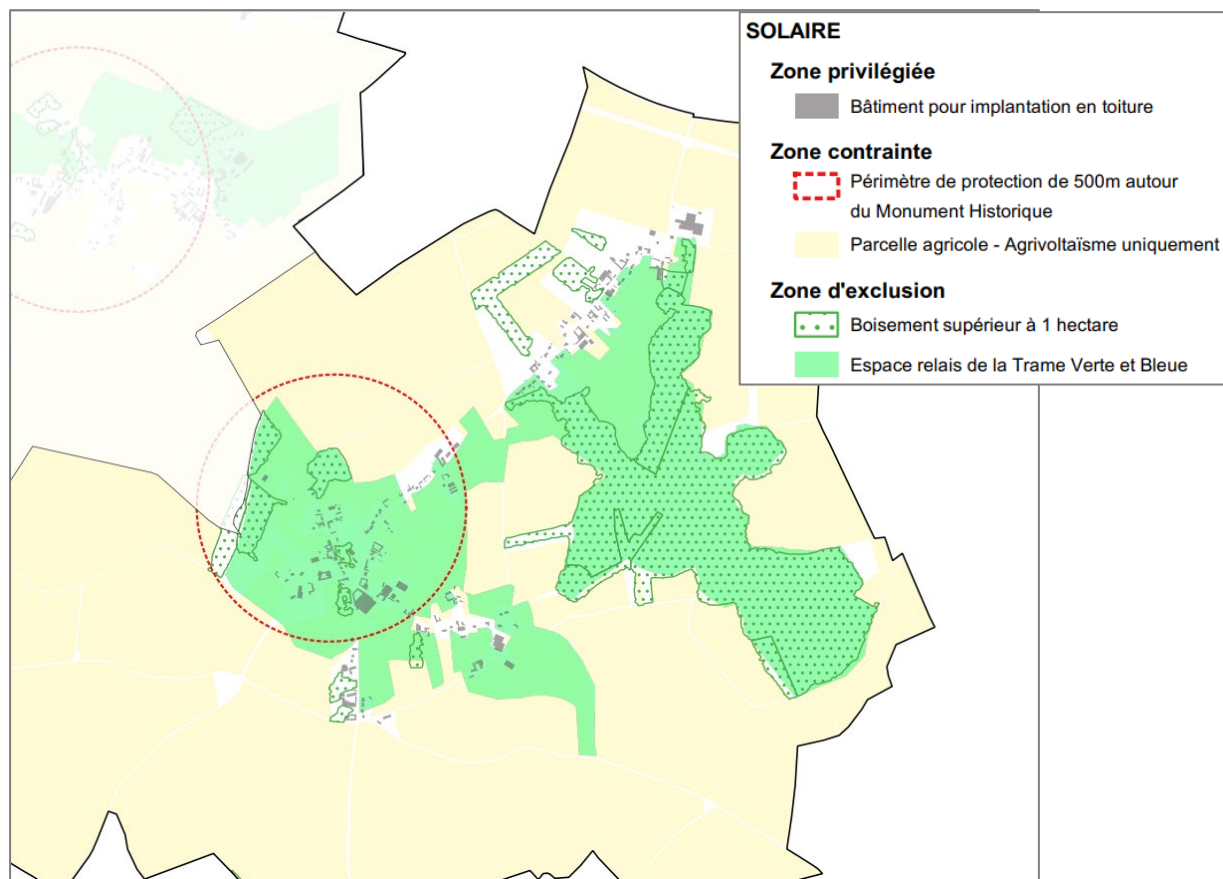 SOLAIRE
Zone privilégiée
Bâtiment pour implantation en toiture
Zone contrainte
Périmètre de protection de 500m autour
du Monument Historique
Parcelle agricole - Agrivoltaïsme uniquement
Zone d'exclusion
Boisement supérieur à 1 hectare
Espace relais de la Trame Verte et Bleue